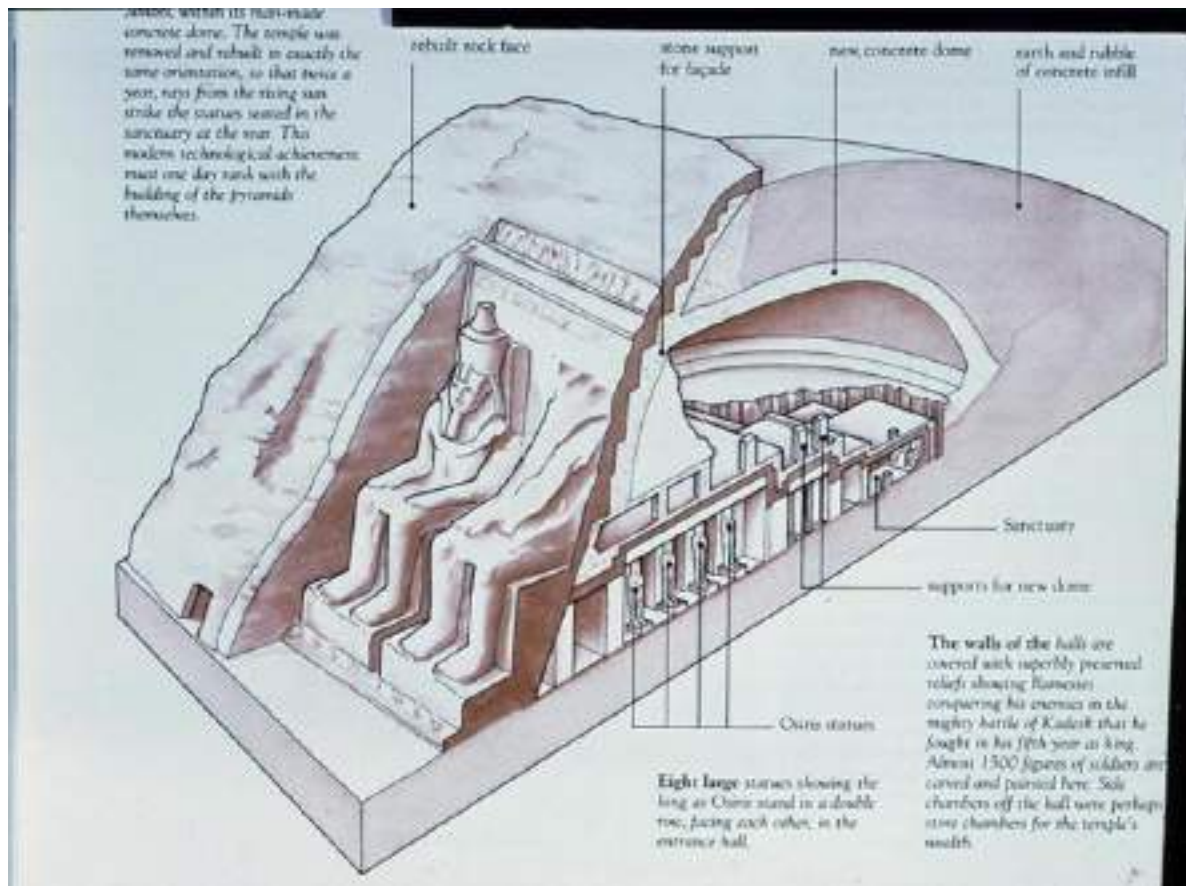 Simbel, within its man-made
concrete dome. The temple was
removed and rebuilt in exactly the
same orientation, so that twice a
year, rays from the rising sun
strike the statues seated in the
sanctuary at the rear. This
modern technological achievement
must one day rank with the
building of the pyramids
themselves.
rebuilt rock face
stone support
for façade
new concrete dome
earth and rubble
of concrete infill
Sanctuary
supports for new dome
Osiris statues
Eight large statues showing the
king as Osiris stand in a double
row, facing each other, in the
entrance hall.
The walls of the halls are
covered with superbly preserved
reliefs showing Ramesses
conquering his enemies in the
mighty battle of Kadesh that he
fought in his fifth year as king.
Almost 1500 figures of soldiers are
carved and painted here. Side
chambers off the hall were perhaps
store chambers for the temple's
wealth.